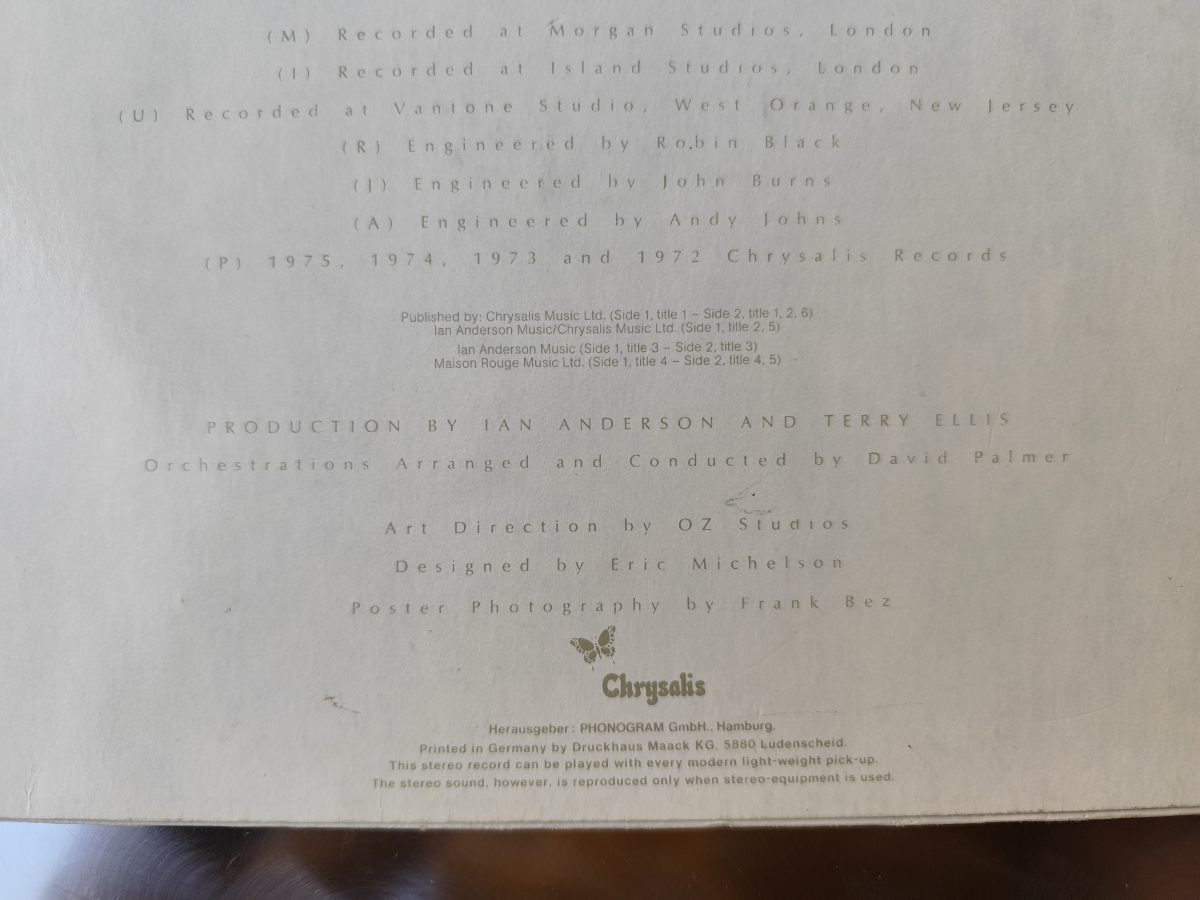 (M) Recorded at Morgan Studios, London
(I) Recorded at Island Studios, London
(U) Recorded at Vantone Studio, West Orange, New Jersey
(R) Engineered by Robin Black
(J) Engineered by John Burns
(A) Engineered by Andy Johns
(P) 1975, 1974, 1973 and 1972 Chrysalis Records
Published by: Chrysalis Music Ltd. (Side 1, title 1 – Side 2, title 1, 2, 6)
Ian Anderson Music/Chrysalis Music Ltd. (Side 1, title 2, 5)
Ian Anderson Music (Side 1, title 3 – Side 2, title 3)
Maison Rouge Music Ltd. (Side 1, title 4 – Side 2, title 4, 5)
PRODUCTION BY IAN ANDERSON AND TERRY ELLIS
Orchestrations Arranged and Conducted by David Palmer
Art Direction by OZ Studios
Designed by Eric Michelson
Poster Photography by Frank Bez
Chrysalis
Herausgeber: PHONOGRAM GmbH., Hamburg.
Printed in Germany by Druckhaus Maack KG, 5880 Ludenscheid.
This stereo record can be played with every modern light-weight pick-up.
The stereo sound, however, is reproduced only when stereo-equipment is used.